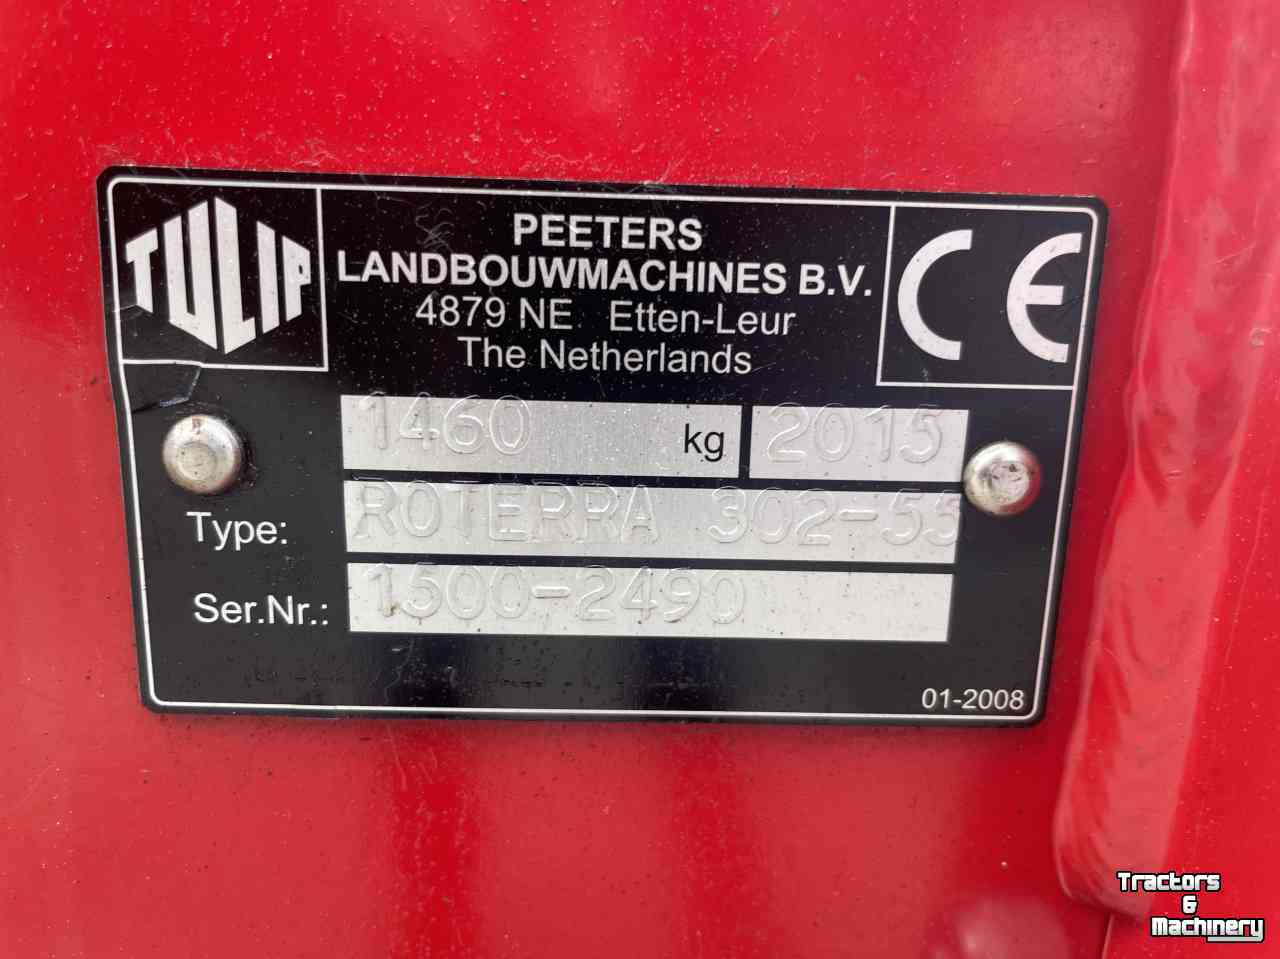 TULIP
PEETERS
LANDBOUWMACHINES B.V.
4879 NE Etten-Leur
The Netherlands
CE
1460 kg 2015
Type: ROTERRA 302-55
Ser.Nr.: 1500-2490
01-2008
Tractors
&
Machinery